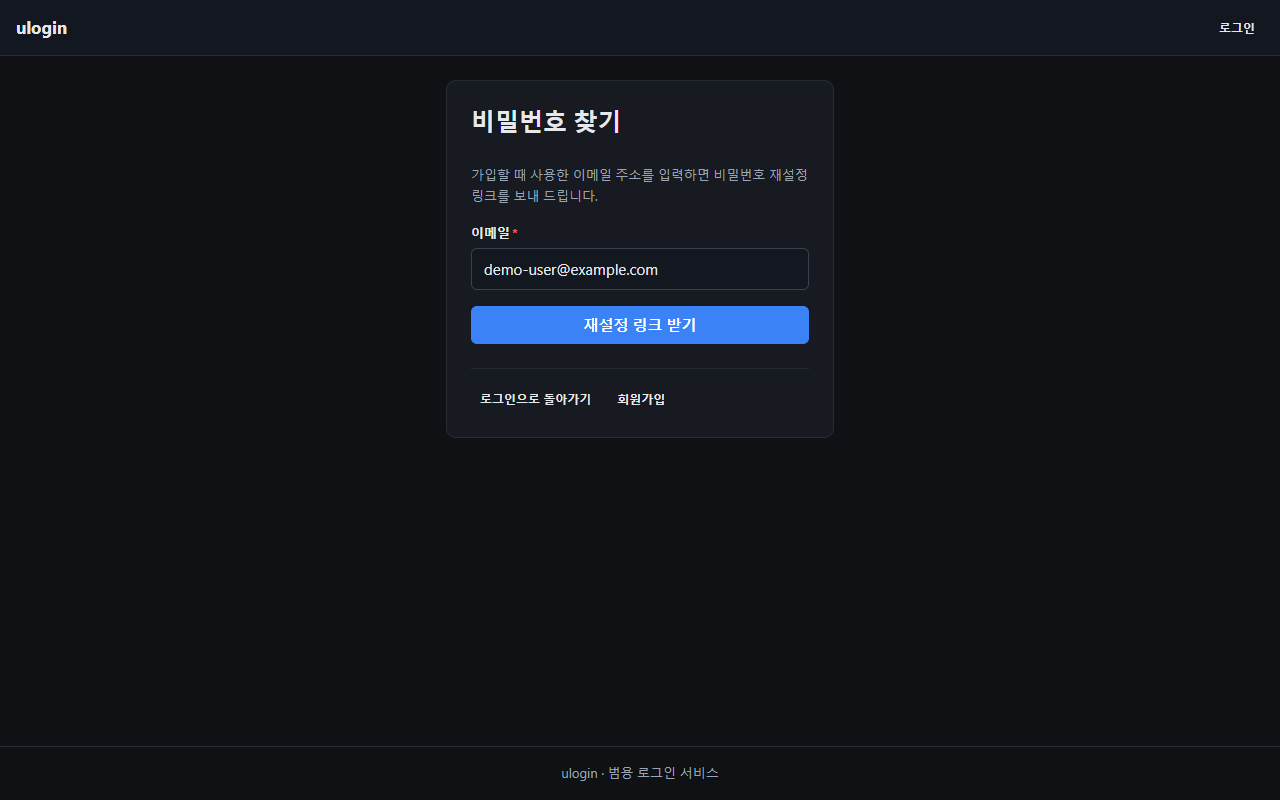 ulogin
로그인
비밀번호 찾기
가입할 때 사용한 이메일 주소를 입력하면 비밀번호 재설정
링크를 보내 드립니다.
이메일 *
demo-user@example.com
재설정 링크 받기
로그인으로 돌아가기 회원가입
ulogin · 범용 로그인 서비스